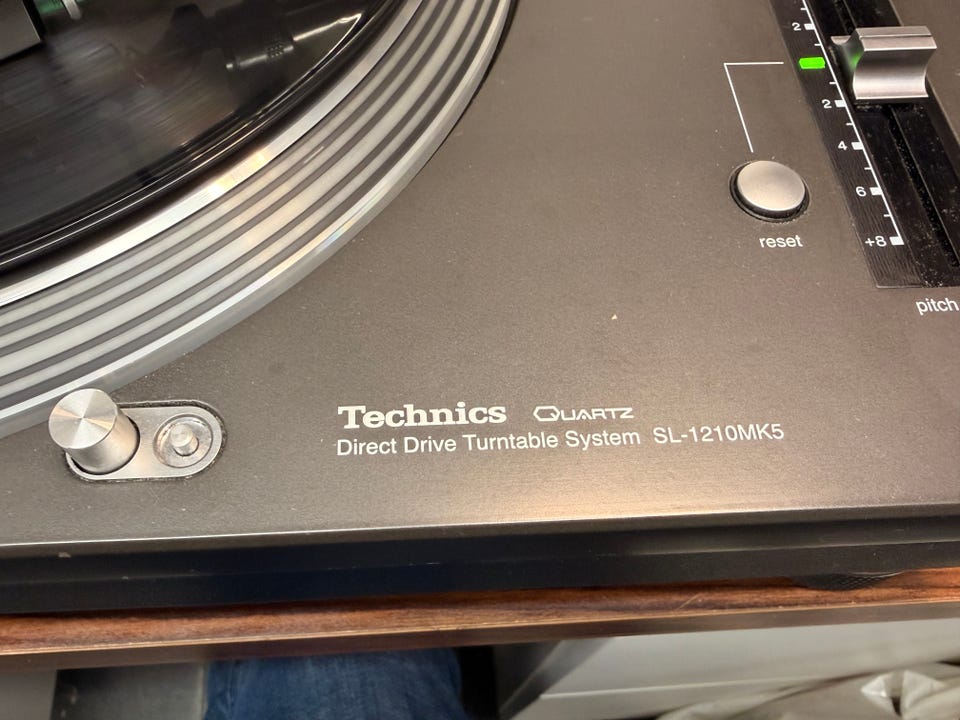 2
2
4
6
+8
reset
pitch
Technics QUARTZ
Direct Drive Turntable System SL-1210MK5